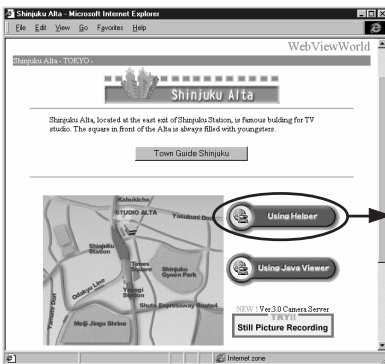 Shinjuku Alta - Microsoft Internet Explorer
File Edit View Go Favorites Help
WebViewWorld
Shinjuku Alta - TOKYO -
Shinjuku Alta
Shinjuku Alta, located at the east exit of Shinjuku Station, is famous bulding for TV
studio. The square in front of the Alta is always filled with youngsters.
Town Guide Shinjuku
Kabukicho
STUDIO ALTA
Yasukuni Dori
Shinjuku
Station
Times
Square
Shinjuku
Gyoen Park
Odakyu Line
Yoyogi
Station
Shuto Expressway Route4
Yamate Dori
Meiji Jingu Shrine
Using Helper
Using Java Viewer
NEW ! Ver.3.0 Camera Server
TRY!!
Still Picture Recording
Internet zone